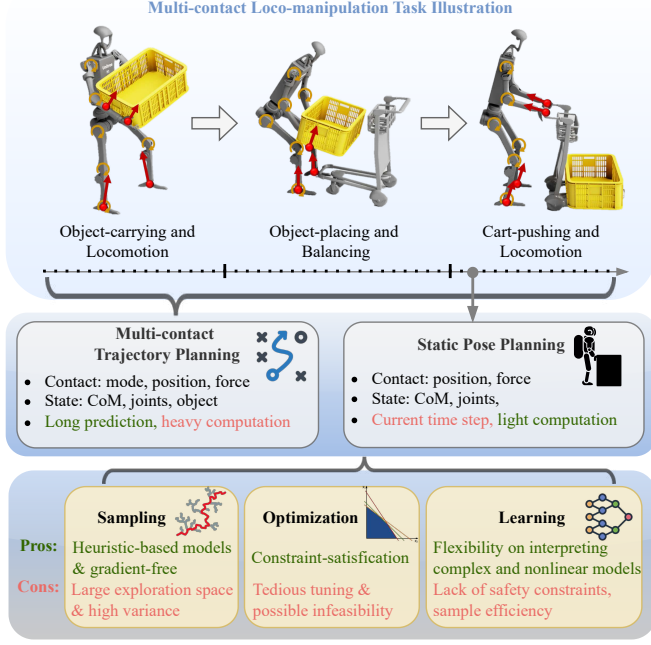 Multi-contact Loco-manipulation Task Illustration
Object-carrying and
Locomotion
Object-placing and
Balancing
Cart-pushing and
Locomotion
Multi-contact
Trajectory Planning
• Contact: mode, position, force
• State: CoM, joints, object
• Long prediction, heavy computation
Static Pose Planning
• Contact: position, force
• State: CoM, joints,
• Current time step, light computation
Pros:
Cons:
Sampling
Heuristic-based models
& gradient-free
Large exploration space
& high variance
Optimization
Constraint-satisfication
Tedious tuning &
possible infeasibility
Learning
Flexibility on interpreting
complex and nonlinear models
Lack of safety constraints,
sample efficiency